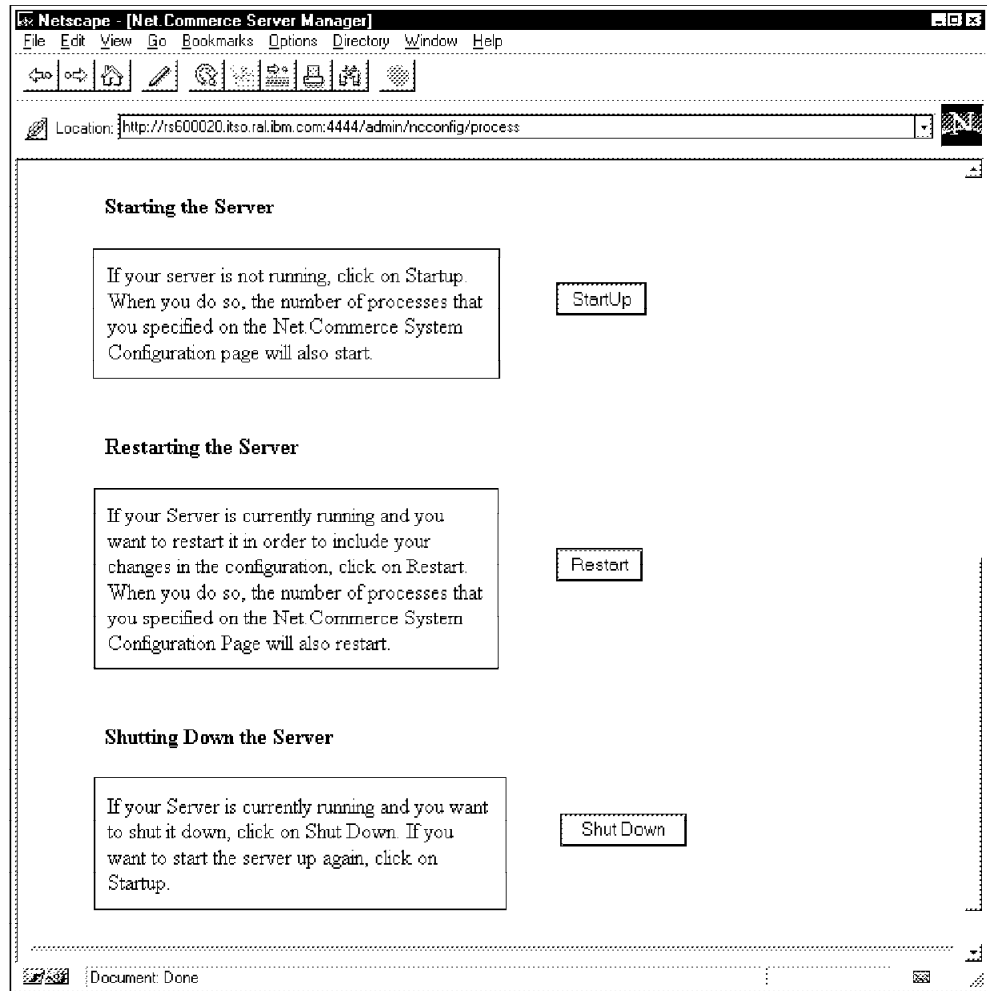 Netscape - [Net.Commerce Server Manager]
File Edit View Go Bookmarks Options Directory Window Help
Location: http://rs600020.itso.ral.ibm.com:4444/admin/ncconfig/process
N
Starting the Server
If your server is not running, click on Startup.
When you do so, the number of processes that
you specified on the Net.Commerce System
Configuration page will also start.
StartUp
Restarting the Server
If your Server is currently running and you
want to restart it in order to include your
changes in the configuration, click on Restart.
When you do so, the number of processes that
you specified on the Net.Commerce System
Configuration Page will also restart.
Restart
Shutting Down the Server
If your Server is currently running and you want
to shut it down, click on Shut Down. If you
want to start the server up again, click on
Startup.
Shut Down
Document: Done